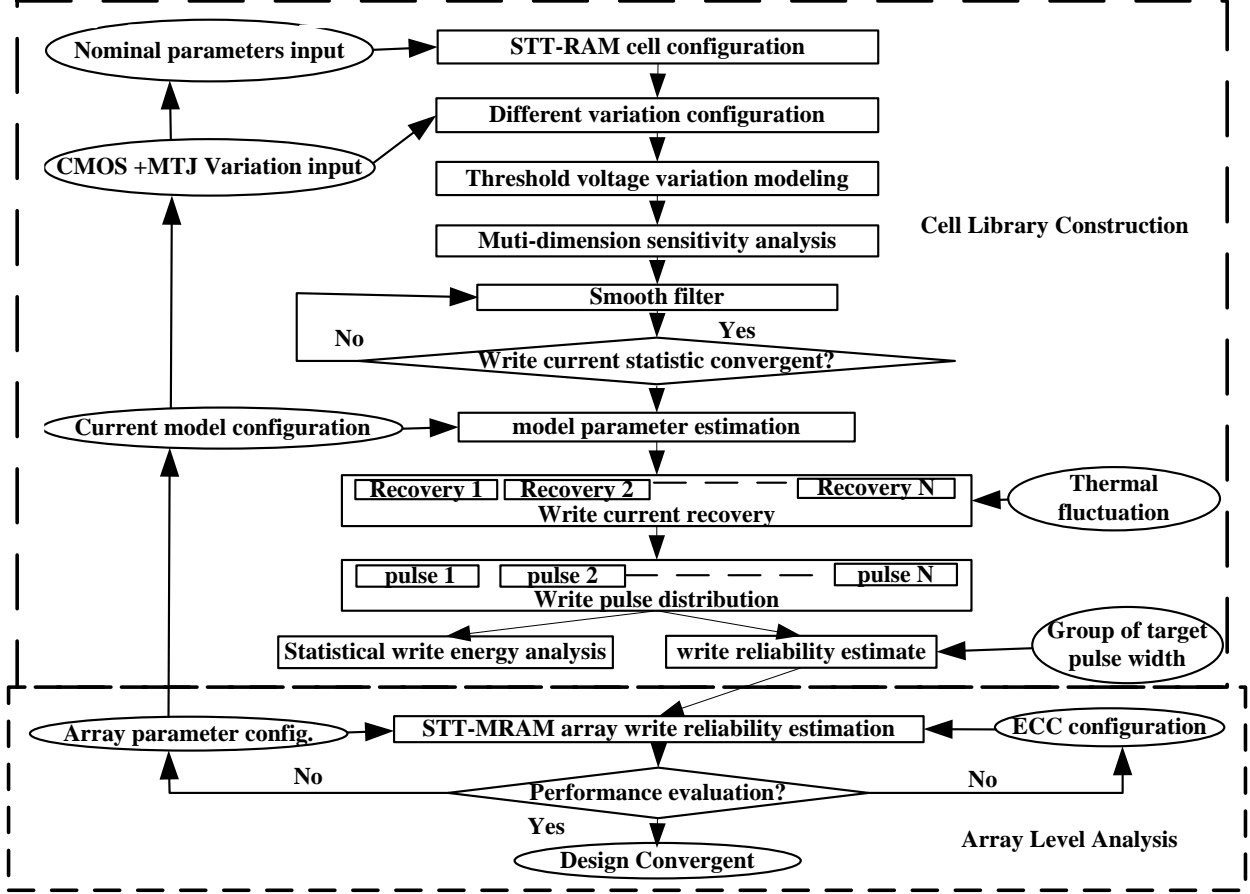 Nominal parameters input
STT-RAM cell configuration
Different variation configuration
CMOS +MTJ Variation input
Threshold voltage variation modeling
Cell Library Construction
Muti-dimension sensitivity analysis
Smooth filter
No
Yes
Write current statistic convergent?
Current model configuration
model parameter estimation
Recovery 1
Recovery 2
Recovery N
Write current recovery
Thermal
fluctuation
pulse 1
pulse 2
pulse N
Write pulse distribution
Statistical write energy analysis
write reliability estimate
Group of target
pulse width
Array parameter config.
STT-MRAM array write reliability estimation
ECC configuration
No
Performance evaluation?
No
Yes
Array Level Analysis
Design Convergent